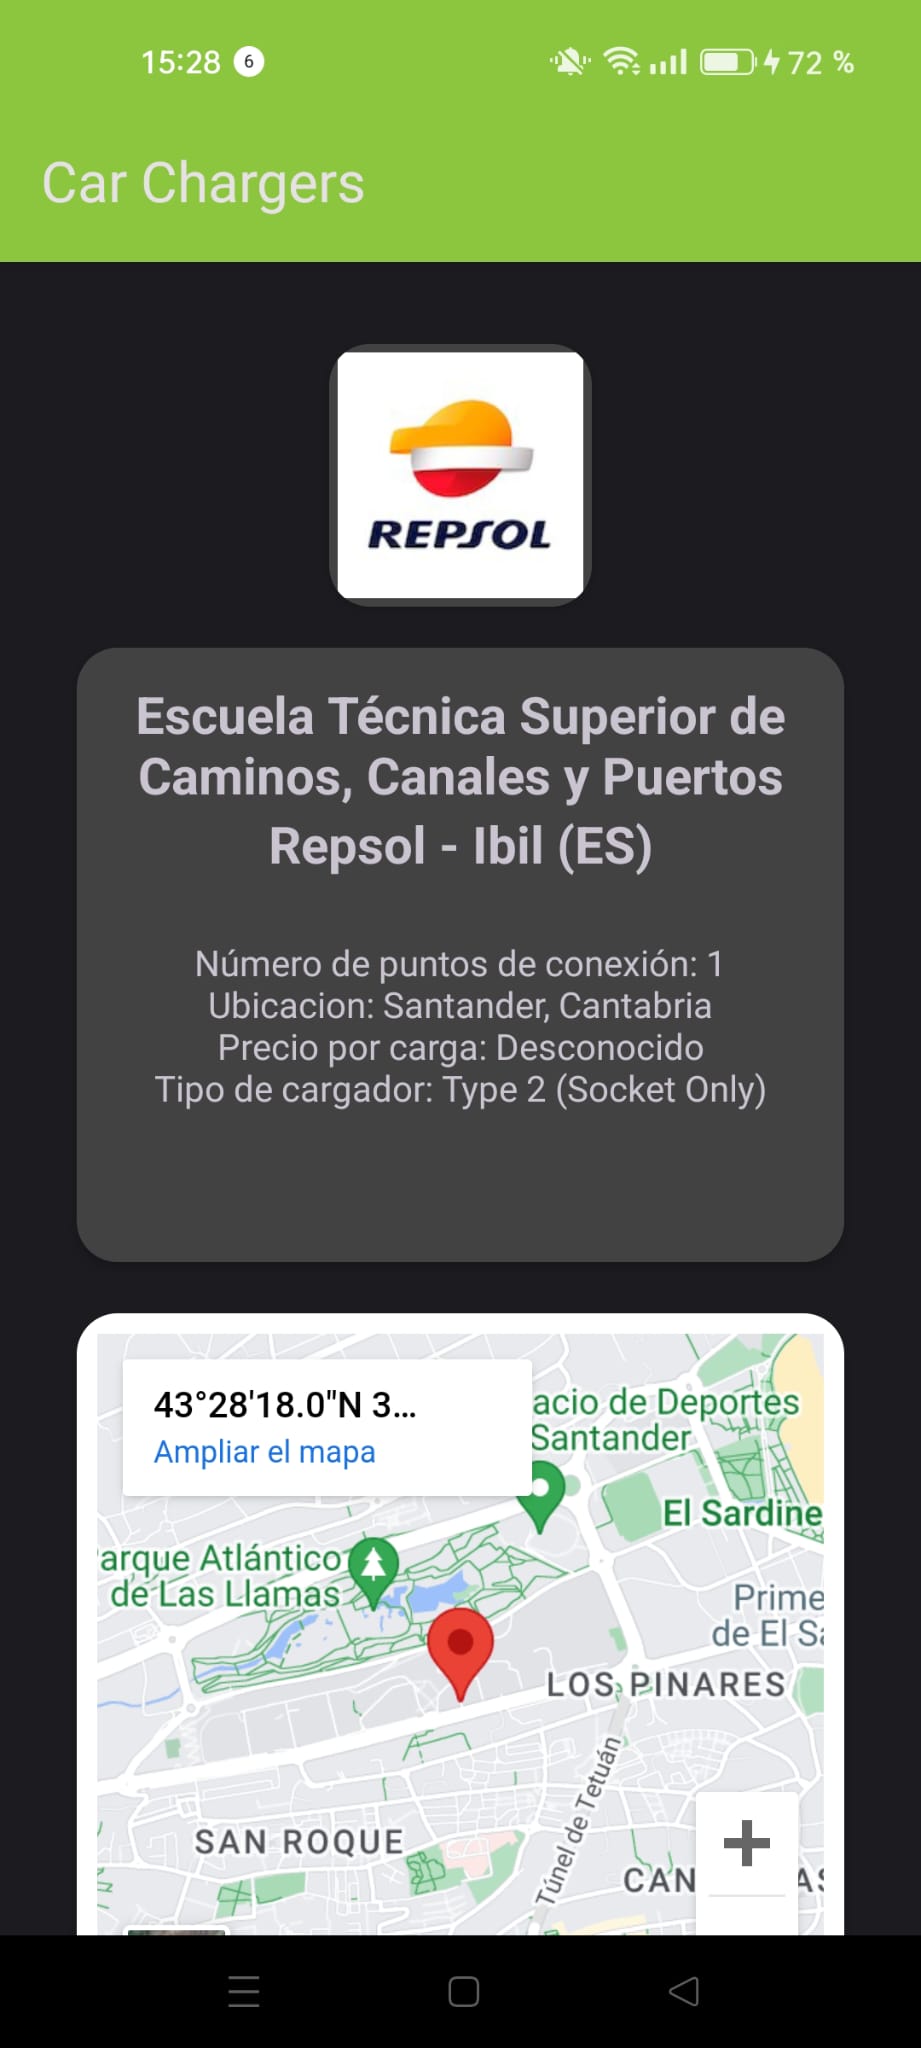 15:28 6 72 %
Car Chargers
REPSOL
Escuela Técnica Superior de
Caminos, Canales y Puertos
Repsol - Ibil (ES)
Número de puntos de conexión: 1
Ubicacion: Santander, Cantabria
Precio por carga: Desconocido
Tipo de cargador: Type 2 (Socket Only)
43°28'18.0"N 3...
Ampliar el mapa
acio de Deportes
Santander
El Sardine
arque Atlántico
de Las Llamas
Prime
de El Sa
LOS PINARES
Túnel de Tetuán
SAN ROQUE
CAN
AS